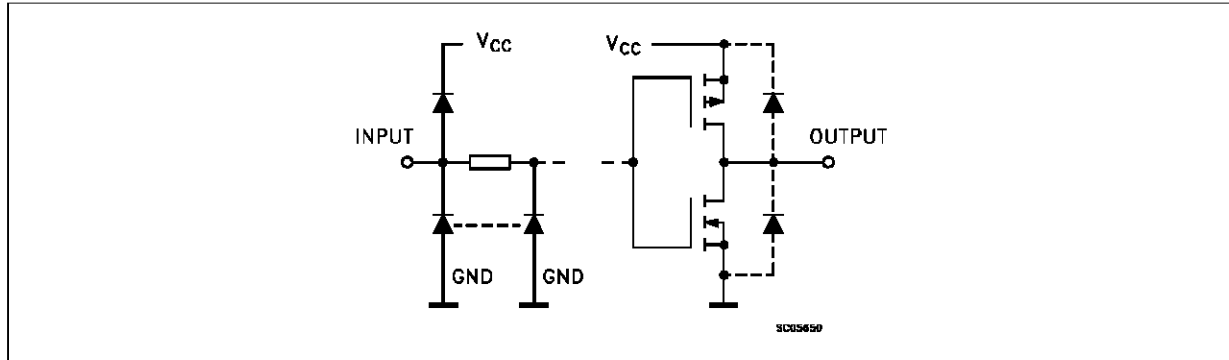 VCC
VCC
INPUT
OUTPUT
GND
GND
SC05650